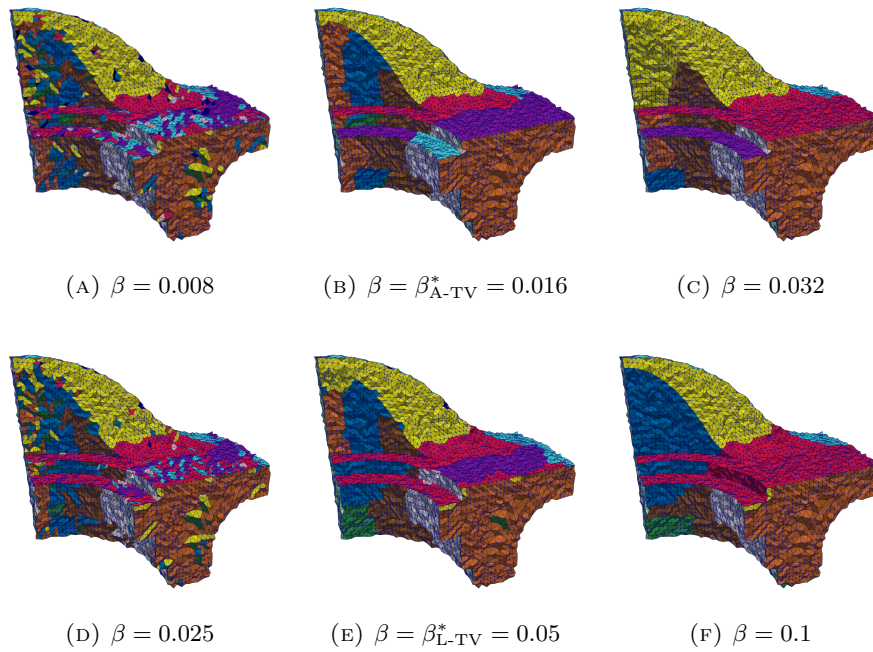 (A) β = 0.008
(B) β = β*A-TV = 0.016
(C) β = 0.032
(D) β = 0.025
(E) β = β*L-TV = 0.05
(F) β = 0.1